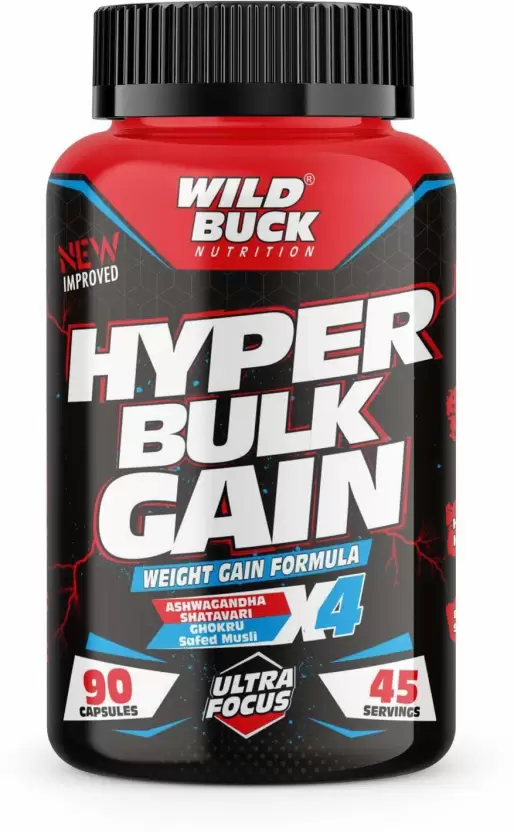 WILD®
BUCK
NUTRITION
NEW
IMPROVED
HYPER
BULK
GAIN
WEIGHT GAIN FORMULA
ASHWAGANDHA
SHATAVARI
GHOKRU
Safed Musli
X4
90
CAPSULES
ULTRA
FOCUS
45
SERVINGS